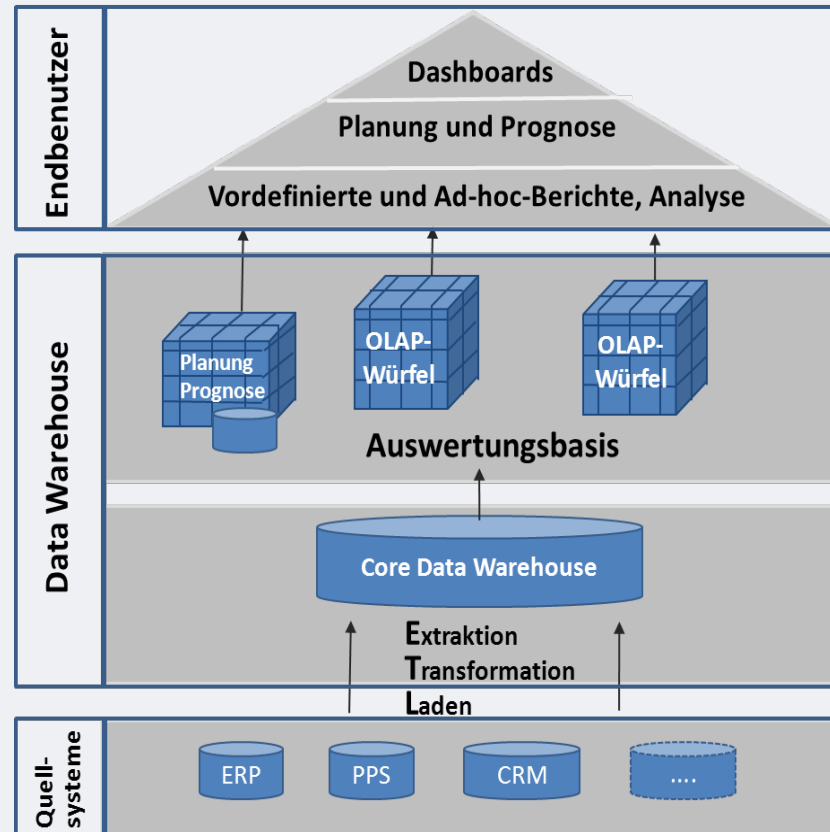 Endbenutzer
Dashboards
Planung und Prognose
Vordefinierte und Ad-hoc-Berichte, Analyse
Data Warehouse
Planung
Prognose
OLAP-
Würfel
OLAP-
Würfel
Auswertungsbasis
Core Data Warehouse
Extraktion
Transformation
Laden
Quell-
systeme
ERP
PPS
CRM
....